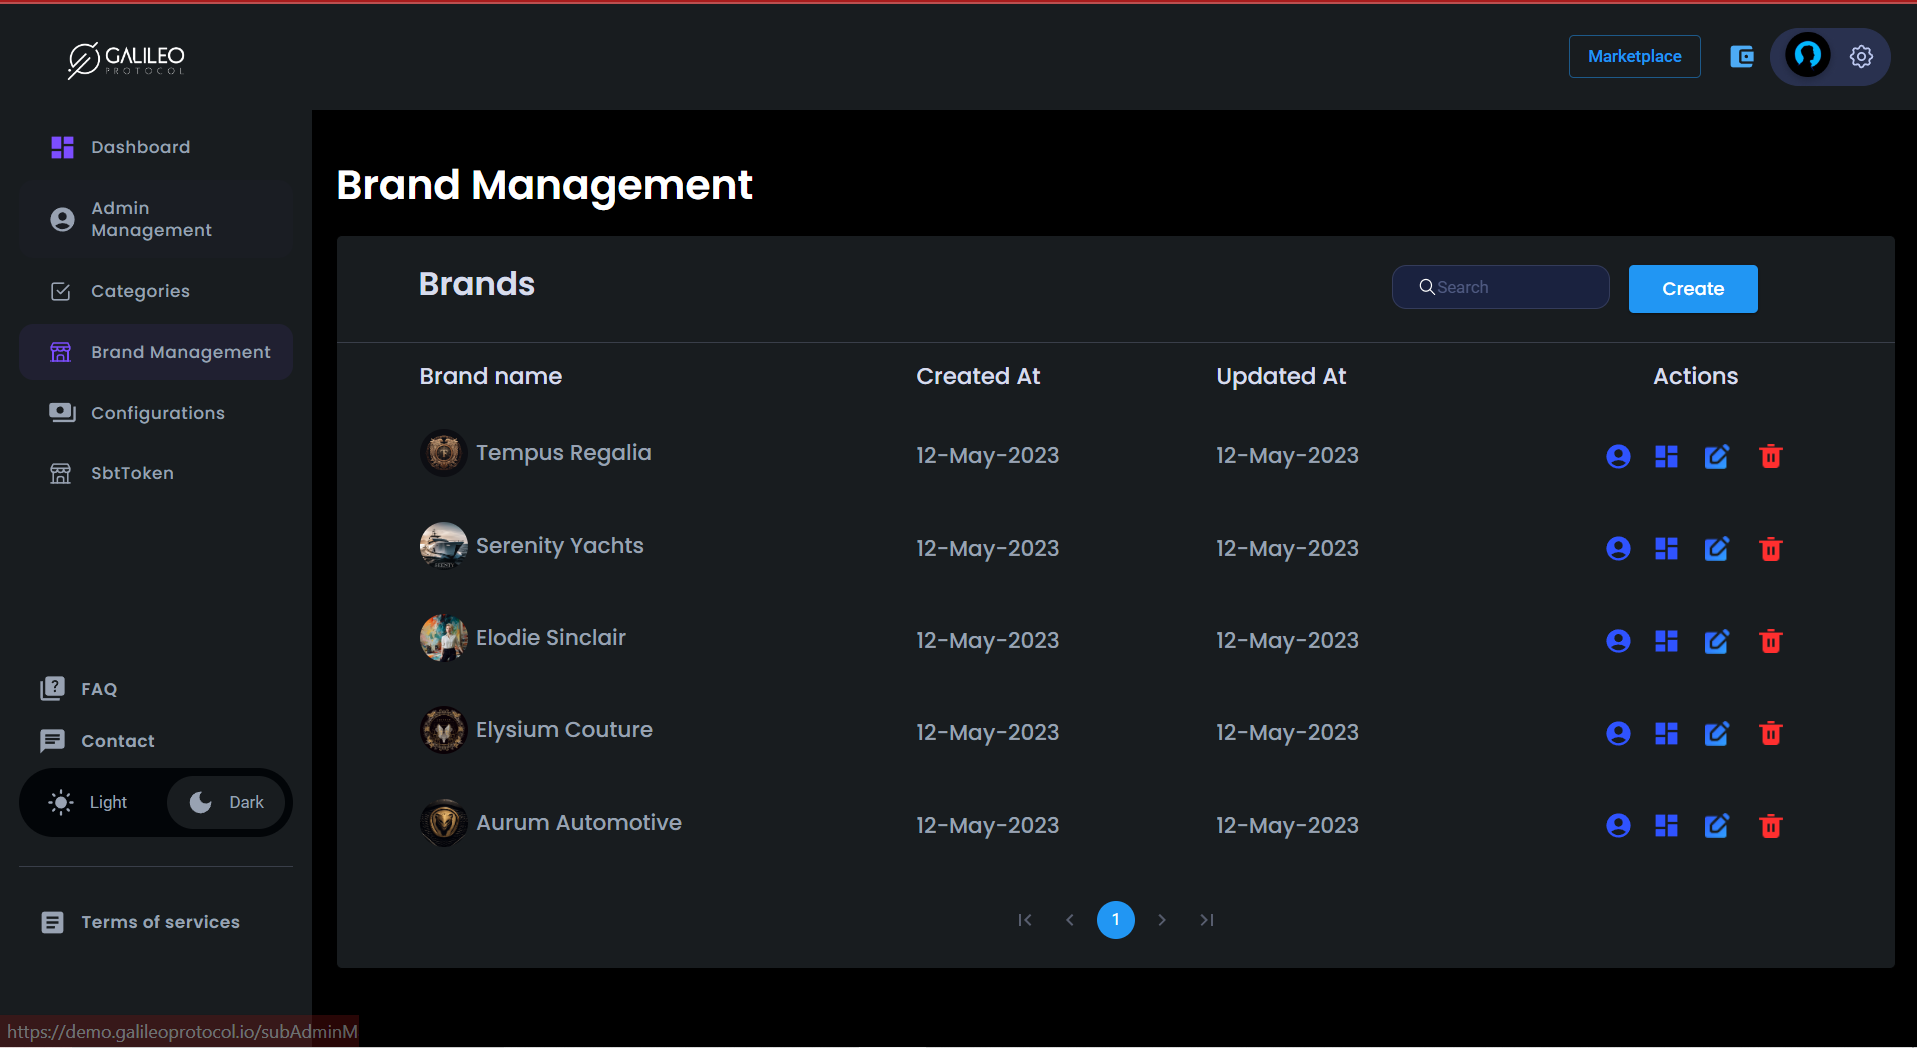 GALILEO
PROTOCOL
Marketplace
Dashboard
Admin
Management
Categories
Brand Management
Configurations
SbtToken
FAQ
Contact
Light
Dark
Terms of services
https://demo.galileoprotocol.io/subAdminM
Brand Management
Brands
Search
Create
Brand name Created At Updated At Actions
Tempus Regalia 12-May-2023 12-May-2023
Serenity Yachts 12-May-2023 12-May-2023
Elodie Sinclair 12-May-2023 12-May-2023
Elysium Couture 12-May-2023 12-May-2023
Aurum Automotive 12-May-2023 12-May-2023
1